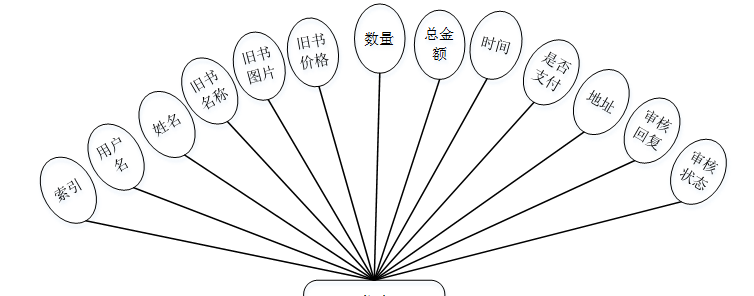 索引
用户
名
姓名
旧书
名称
旧书
图片
旧书
价格
数量
总金
额
时间
是否
支付
地址
审核
回复
审核
状态